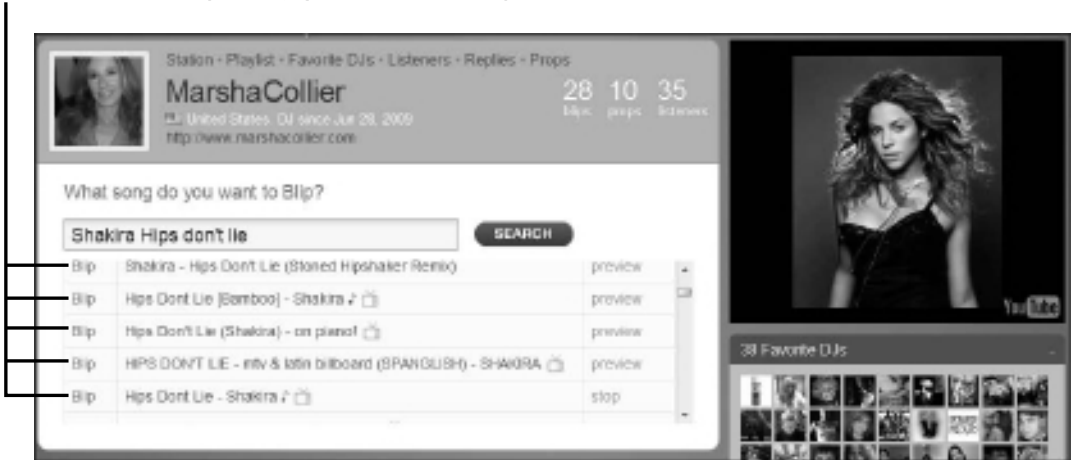 Station • Playlist • Favorite DJs • Listeners • Replies • Props
MarshaCollier
28 10 35
blips props listeners
United States. DJ since Jun 28, 2009
http://www.marshacollier.com
What song do you want to Blip?
Shakira Hips don't lie SEARCH
Blip Shakira - Hips Don't Lie (Stoned Hipshaker Remix) preview
Blip Hips Dont Lie [Bamboo] - Shakira ♪ preview
Blip Hips Don't Lie (Shakira) - on piano! preview
Blip HIPS DON'T LIE - mtv & latin billboard (SPANGLISH) - SHAKIRA preview
Blip Hips Dont Lie - Shakira ♪ stop
YouTube
38 Favorite DJs